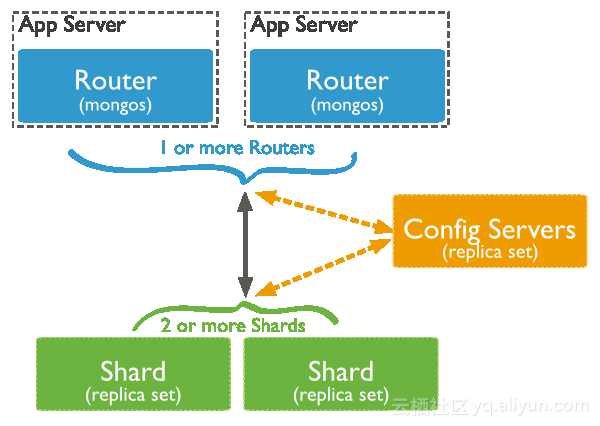 App Server
App Server
Router
(mongos)
Router
(mongos)
1 or more Routers
Config Servers
(replica set)
2 or more Shards
Shard
(replica set)
Shard
(replica set)
云栖社区 yq.aliyun.com